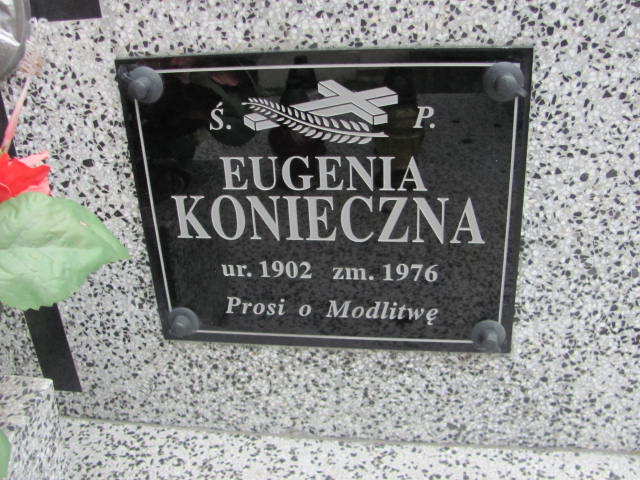 Ś. P.
EUGENIA
KONIECZNA
ur. 1902 zm. 1976
Prosi o Modlitwę